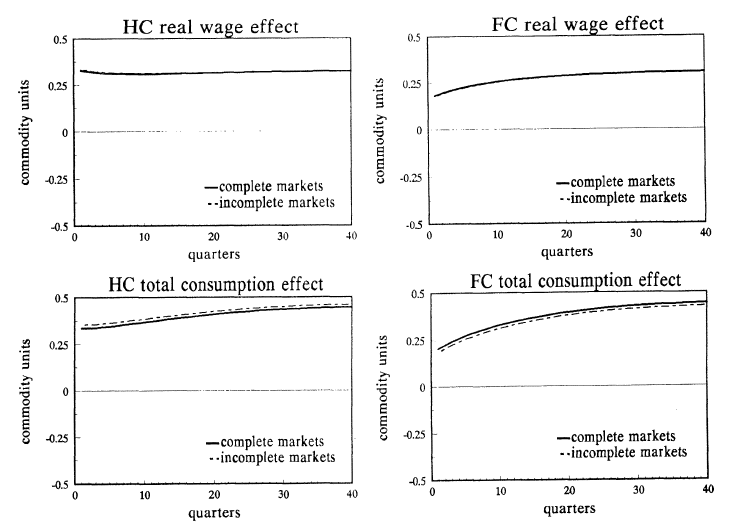 HC real wage effect
0.5
0.25
0
-0.25
-0.5
commodity units
complete markets
incomplete markets
0 10 20 30 40
quarters
FC real wage effect
0.5
0.25
0
-0.25
-0.5
commodity units
complete markets
incomplete markets
0 10 20 30 40
quarters
HC total consumption effect
0.5
0.25
0
-0.25
-0.5
commodity units
complete markets
incomplete markets
0 10 20 30 40
quarters
FC total consumption effect
0.5
0.25
0
-0.25
-0.5
commodity units
complete markets
incomplete markets
0 10 20 30 40
quarters